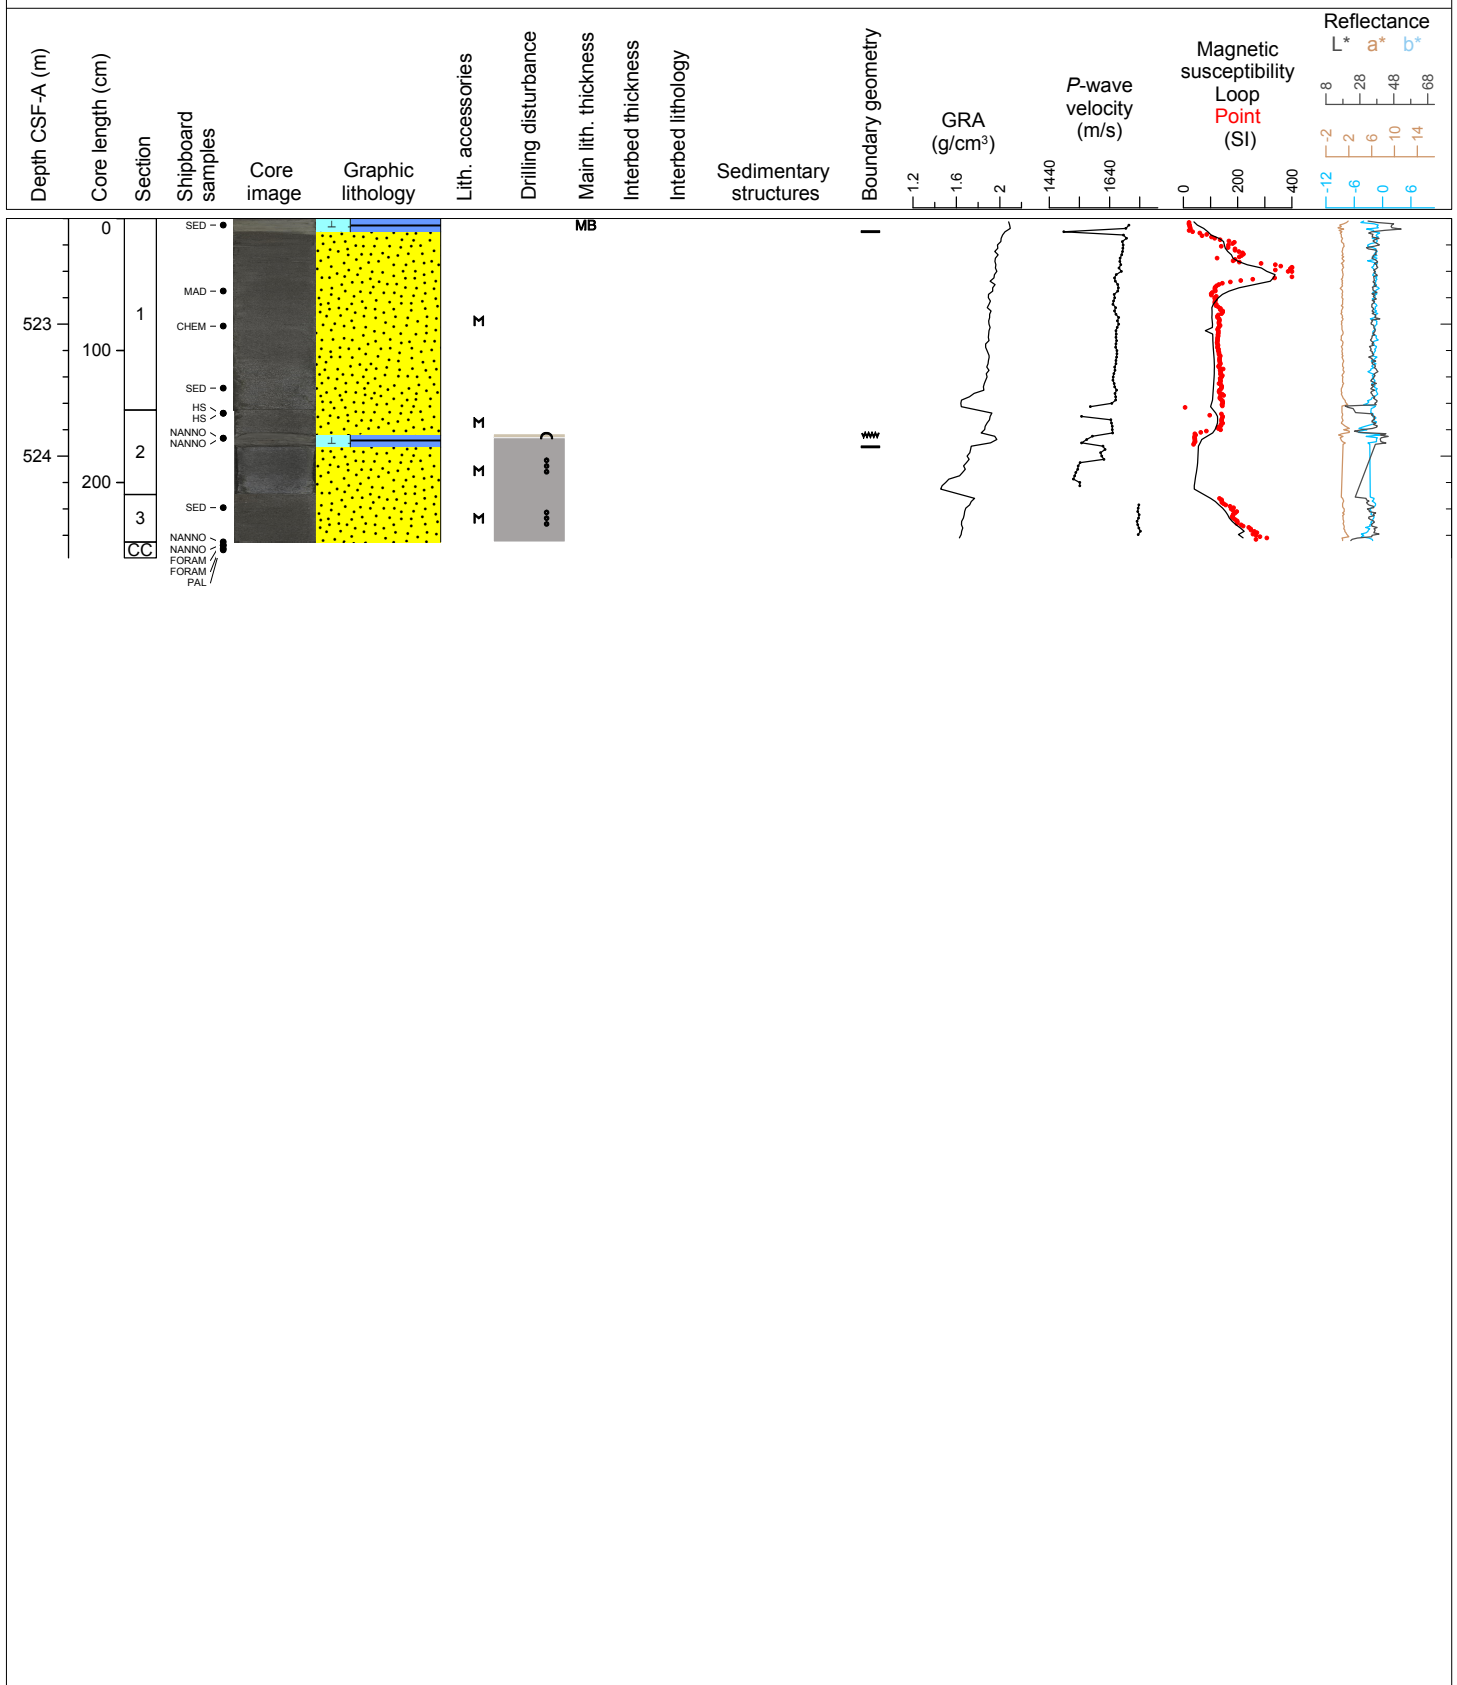 Depth CSF-A (m)
Core length (cm)
Section
Shipboard
samples
Core
image
Graphic
lithology
Lith. accessories
Drilling disturbance
Main lith. thickness
Interbed thickness
Interbed lithology
Sedimentary
structures
Boundary geometry
GRA
(g/cm³)
1.2
1.6
2
P-wave
velocity
(m/s)
1440
1640
Magnetic
susceptibility
Loop
Point
(SI)
0
200
400
Reflectance
L* a* b*
8 28 48 68
-2 2 6 10 14
-12 -6 0 6
523
524
0
100
200
1
2
3
CC
SED
MAD
CHEM
SED
HS
HS
NANNO
NANNO
SED
NANNO
NANNO
FORAM
FORAM
PAL
M
M
M
M
MB